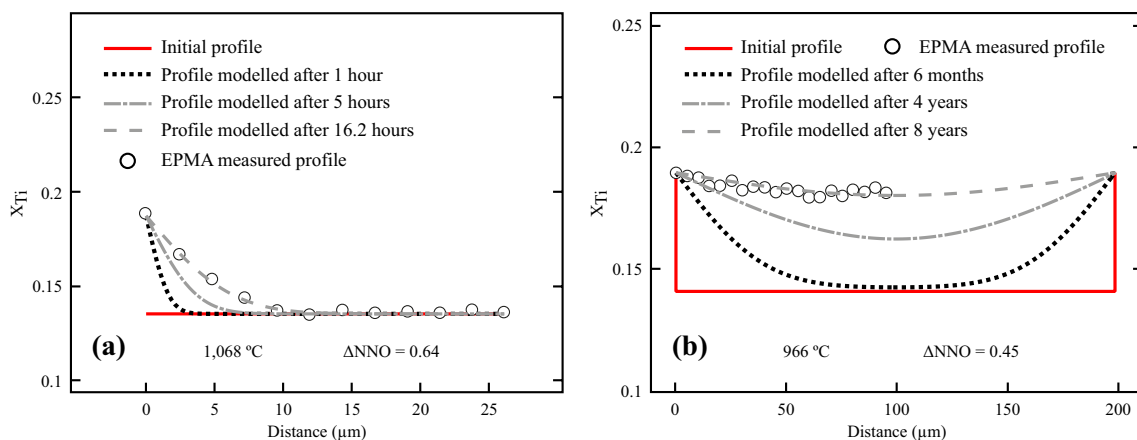 Initial profile
Profile modelled after 1 hour
Profile modelled after 5 hours
Profile modelled after 16.2 hours
EPMA measured profile
0.25
0.2
0.15
0.1
X_Ti
(a)
1,068 ºC
ΔNNO = 0.64
0
5
10
15
20
25
Distance (µm)
Initial profile
EPMA measured profile
Profile modelled after 6 months
Profile modelled after 4 years
Profile modelled after 8 years
0.25
0.2
0.15
0.1
X_Ti
(b)
966 ºC
ΔNNO = 0.45
0
50
100
150
200
Distance (µm)